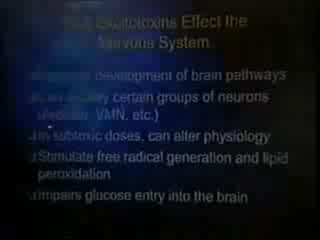 Excitotoxins Effect the
Nervous System.
development of brain pathways
certain groups of neurons
VMN, etc.)
In subtoxic doses, can alter physiology
Stimulate free radical generation and lipid
peroxidation
Impairs glucose entry into the brain